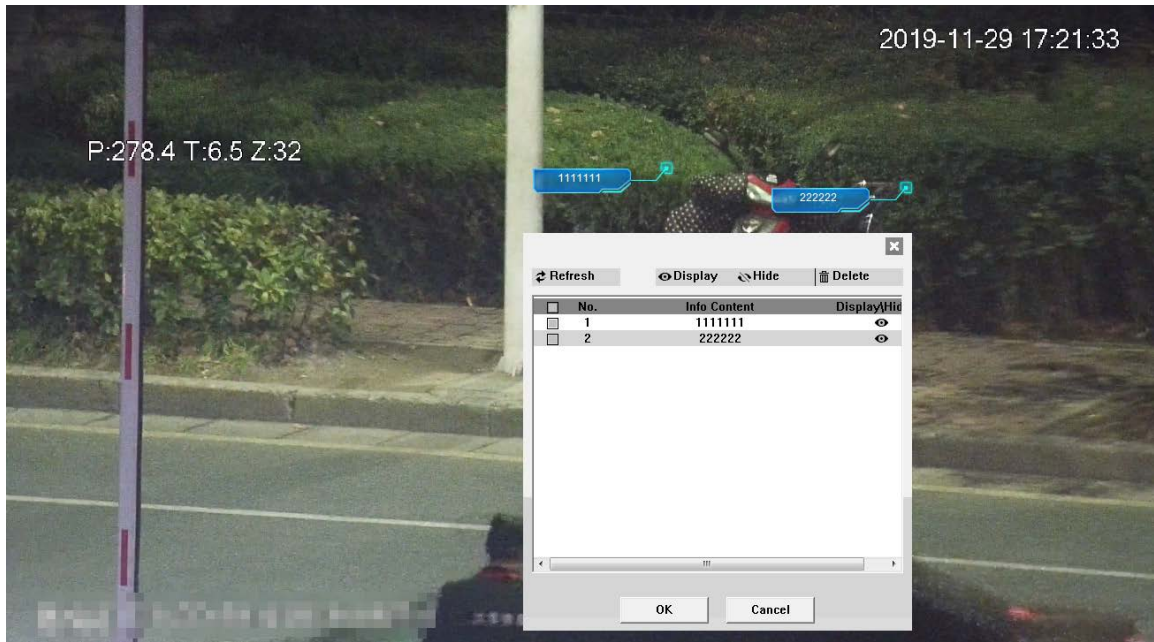 2019-11-29 17:21:33
P:278.4 T:6.5 Z:32
1111111
222222
Refresh Display Hide Delete
No. Info Content Display\Hid
1 1111111
2 222222
OK Cancel